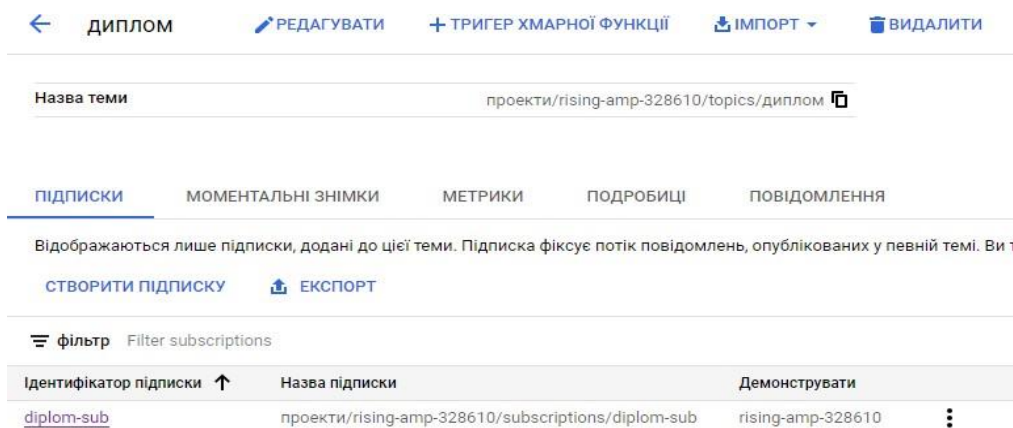 диплом РЕДАГУВАТИ ТРИГЕР ХМАРНОЇ ФУНКЦІЇ ІМПОРТ ВИДАЛИТИ
Назва теми проекти/rising-amp-328610/topics/диплом
ПІДПИСКИ МОМЕНТАЛЬНІ ЗНІМКИ МЕТРИКИ ПОДРОБИЦІ ПОВІДОМЛЕННЯ
Відображаються лише підписки, додані до цієї теми. Підписка фіксує потік повідомлень, опублікованих у певній темі. Ви
СТВОРИТИ ПІДПИСКУ ЕКСПОРТ
фільтр Filter subscriptions
Ідентифікатор підписки Назва підписки Демонструвати
diplom-sub проекти/rising-amp-328610/subscriptions/diplom-sub rising-amp-328610